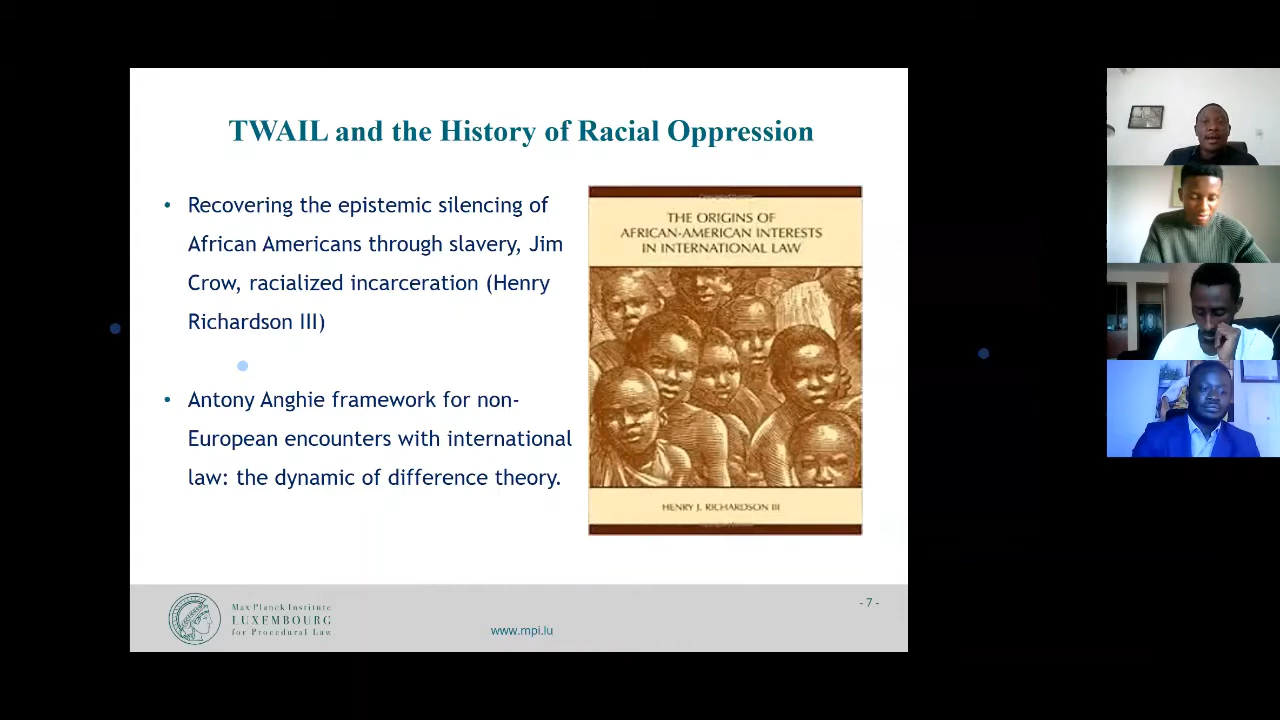 TWAIL and the History of Racial Oppression
• Recovering the epistemic silencing of
African Americans through slavery, Jim
Crow, racialized incarceration (Henry
Richardson III)
• Antony Anghie framework for non-
European encounters with international
law: the dynamic of difference theory.
THE ORIGINS OF
AFRICAN-AMERICAN INTERESTS
IN INTERNATIONAL LAW
HENRY J. RICHARDSON III
Max Planck Institute
LUXEMBOURG
for Procedural Law
www.mpi.lu
- 7 -